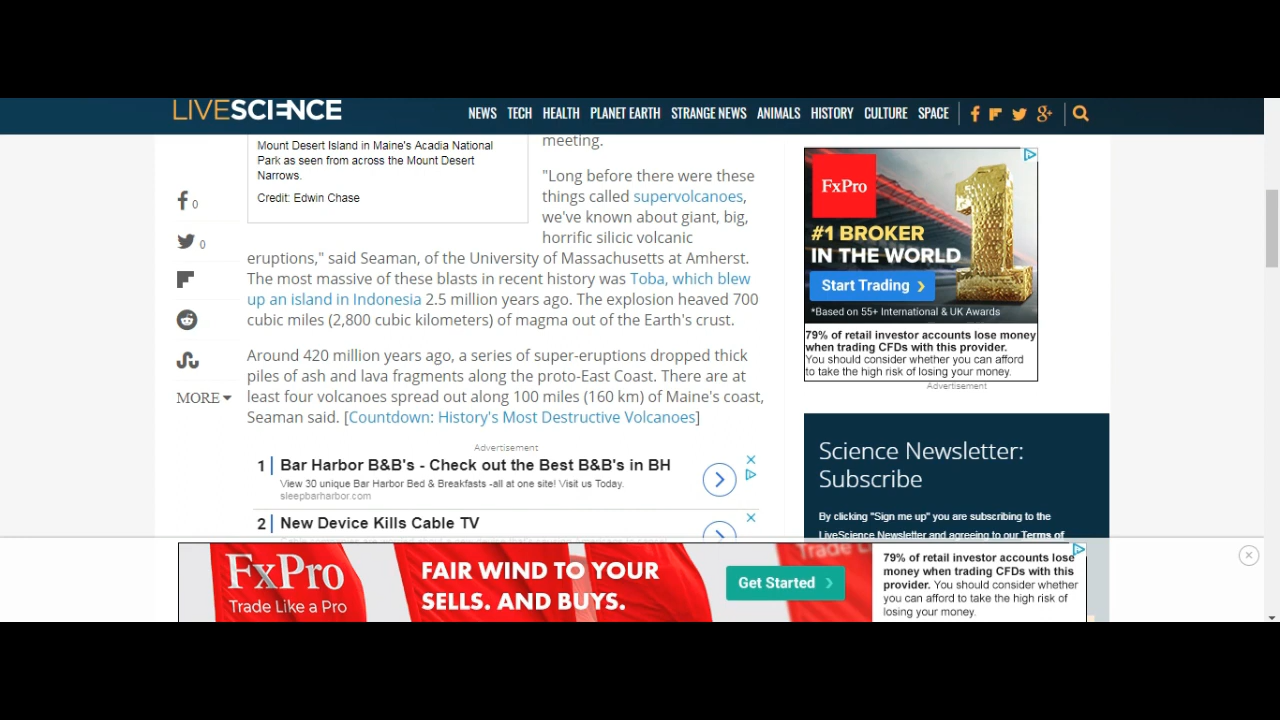 LIVESCIENCE
NEWS TECH HEALTH PLANET EARTH STRANGE NEWS ANIMALS HISTORY CULTURE SPACE
Mount Desert Island in Maine's Acadia National
Park as seen from across the Mount Desert
Narrows.
Credit: Edwin Chase
0
0
MORE
meeting.
"Long before there were these
things called supervolcanoes,
we've known about giant, big,
horrific silicic volcanic
eruptions," said Seaman, of the University of Massachusetts at Amherst.
The most massive of these blasts in recent history was Toba, which blew
up an island in Indonesia 2.5 million years ago. The explosion heaved 700
cubic miles (2,800 cubic kilometers) of magma out of the Earth's crust.
Around 420 million years ago, a series of super-eruptions dropped thick
piles of ash and lava fragments along the proto-East Coast. There are at
least four volcanoes spread out along 100 miles (160 km) of Maine's coast,
Seaman said. [Countdown: History's Most Destructive Volcanoes]
Advertisement
1 Bar Harbor B&B's - Check out the Best B&B's in BH
View 30 unique Bar Harbor Bed & Breakfasts -all at one site! Visit us Today.
sleepbarharbor.com
2 New Device Kills Cable TV
FxPro
#1 BROKER
IN THE WORLD
Start Trading
*Based on 55+ International & UK Awards
79% of retail investor accounts lose money
when trading CFDs with this provider.
You should consider whether you can afford
to take the high risk of losing your money.
Advertisement
Science Newsletter:
Subscribe
By clicking "Sign me up" you are subscribing to the
LiveScience Newsletter and agreeing to our Terms of
FxPro
Trade Like a Pro
FAIR WIND TO YOUR
SELLS. AND BUYS.
Get Started
Trade L
79% of retail investor accounts lose
money when trading CFDs with this
provider. You should consider whether
you can afford to take the high risk of
losing your money.